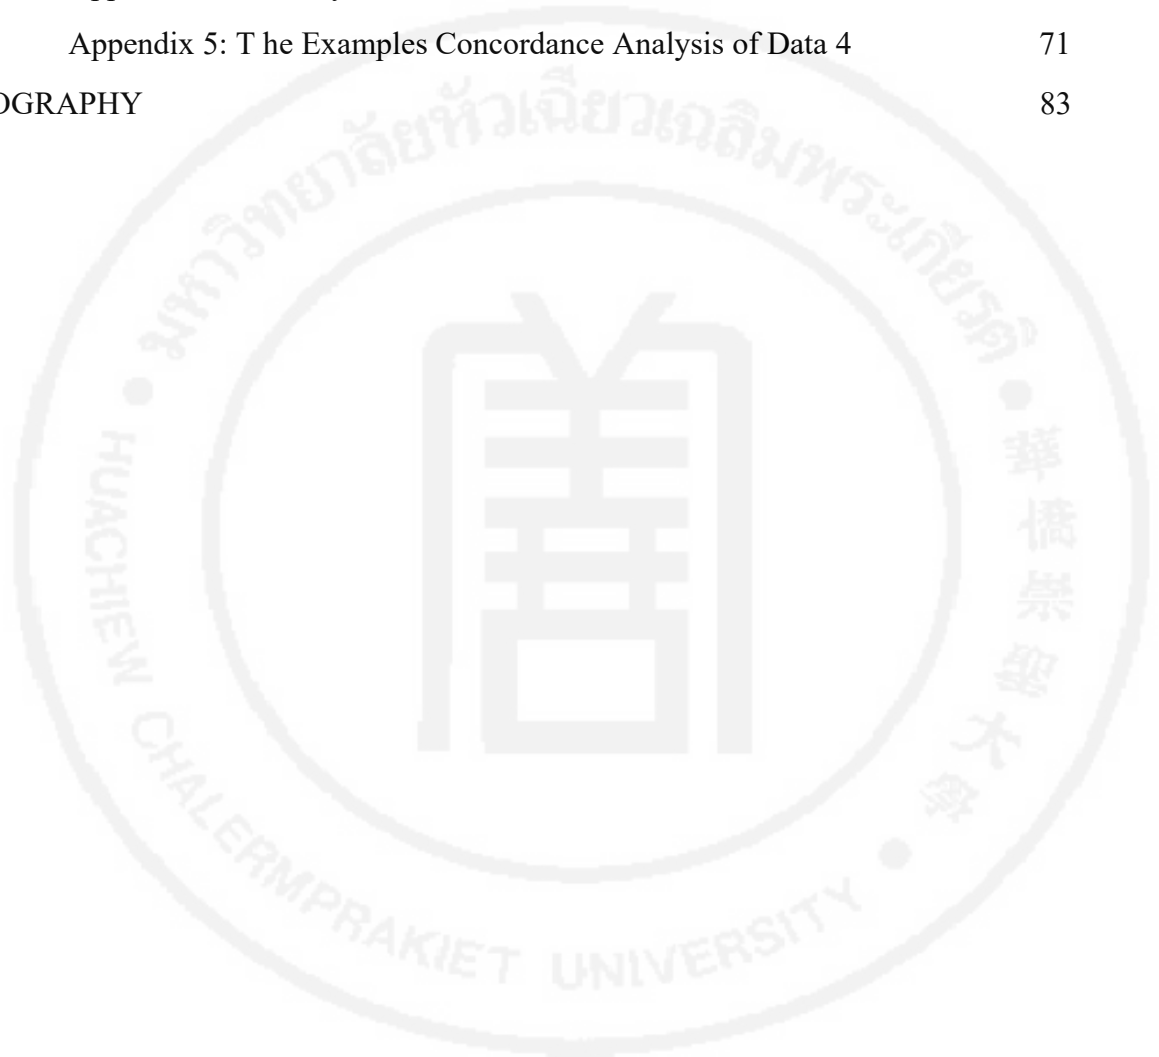 Appendix 5: T he Examples Concordance Analysis of Data 4 71
OGRAPHY 83
มหาวิทยาลัยหัวเฉียวเฉลิมพระเกียรติ
HUACHIEW CHALERMPRAKIET UNIVERSITY
華僑崇聖大學